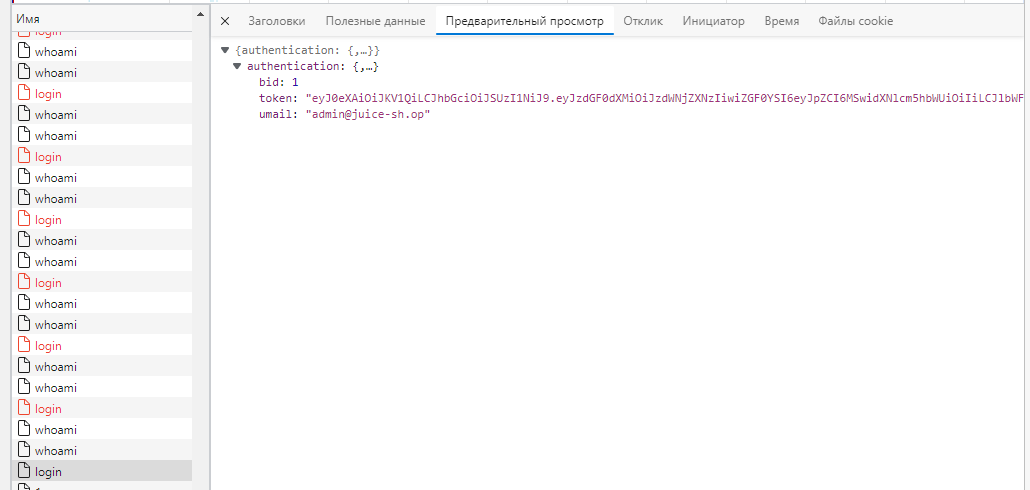 Имя
login
whoami
whoami
login
whoami
whoami
login
whoami
whoami
login
whoami
whoami
login
whoami
whoami
login
whoami
whoami
login
whoami
whoami
login
Заголовки Полезные данные Предварительный просмотр Отклик Инициатор Время Файлы cookie
{authentication: {,…}}
authentication: {,…}
bid: 1
token: "eyJ0eXAiOiJKV1QiLCJhbGciOiJSUzI1NiJ9.eyJzdGF0dXMiOiJzdWNjZXNzIiwiZGF0YSI6eyJpZCI6MSwidXNlcm5hbWUiOiIiLCJlbWF
umail: "admin@juice-sh.op"